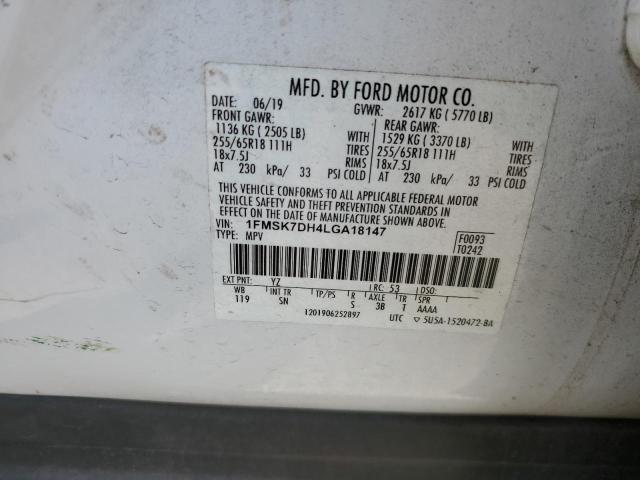 MFD. BY FORD MOTOR CO.
DATE: 06/19 GVWR: 2617 KG ( 5770 LB)
FRONT GAWR: REAR GAWR:
1136 KG ( 2505 LB) WITH 1529 KG ( 3370 LB) WITH
255/65R18 111H TIRES 255/65R18 111H TIRES
18x7.5J RIMS 18x7.5J RIMS
AT 230 kPa/ 33 PSI COLD AT 230 kPa/ 33 PSI COLD
THIS VEHICLE CONFORMS TO ALL APPLICABLE FEDERAL MOTOR
VEHICLE SAFETY AND THEFT PREVENTION STANDARDS IN
EFFECT ON THE DATE OF MANUFACTURE SHOWN ABOVE.
VIN: 1FMSK7DH4LGA18147 F0093
TYPE: MPV T0242
EXT PNT: YZ RC: 53 DSO:
WB INT TR TP/PS R AXLE TR SPR
119 SN S 3B T AAAA
1201906252897 UTC ▽ 5U5A-1520472-BA